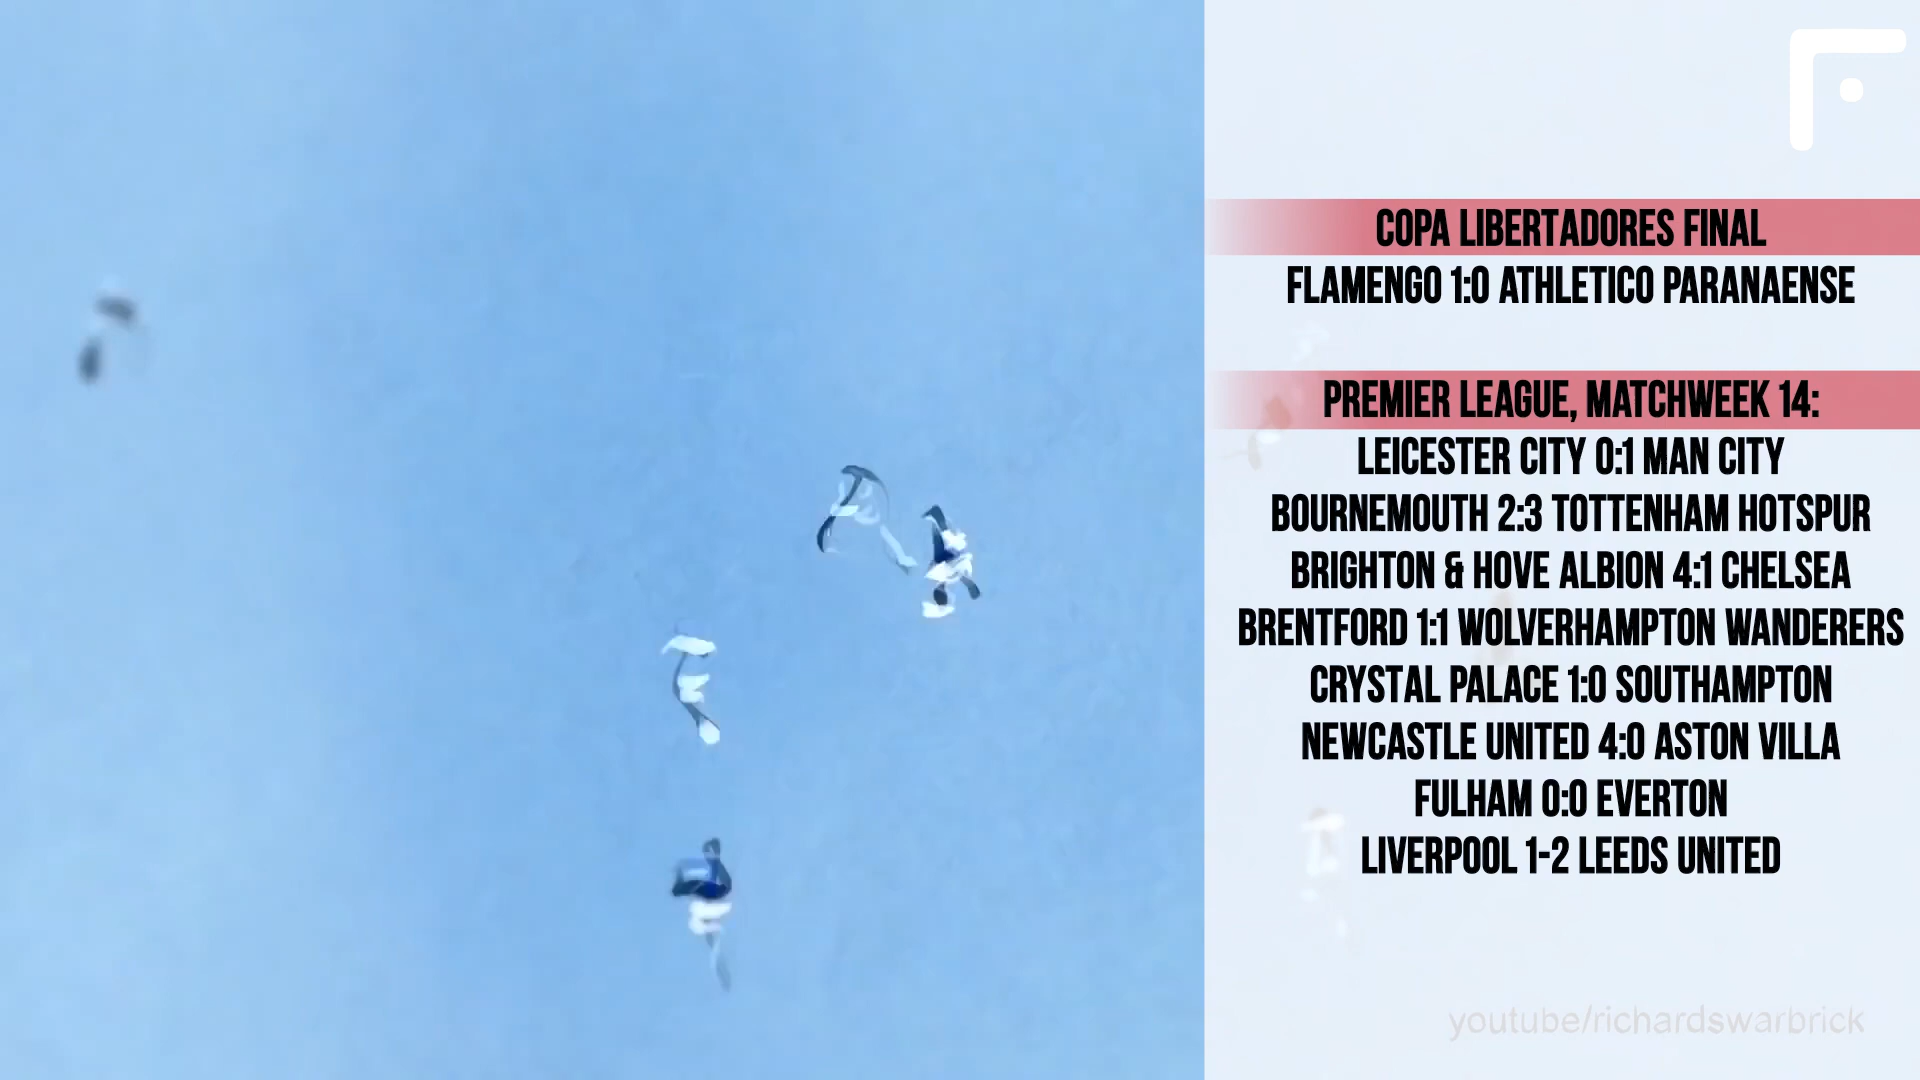 COPA LIBERTADORES FINAL
FLAMENGO 1:0 ATHLETICO PARANAENSE
PREMIER LEAGUE, MATCHWEEK 14:
LEICESTER CITY 0:1 MAN CITY
BOURNEMOUTH 2:3 TOTTENHAM HOTSPUR
BRIGHTON & HOVE ALBION 4:1 CHELSEA
BRENTFORD 1:1 WOLVERHAMPTON WANDERERS
CRYSTAL PALACE 1:0 SOUTHAMPTON
NEWCASTLE UNITED 4:0 ASTON VILLA
FULHAM 0:0 EVERTON
LIVERPOOL 1-2 LEEDS UNITED
youtube/richardswarbrick